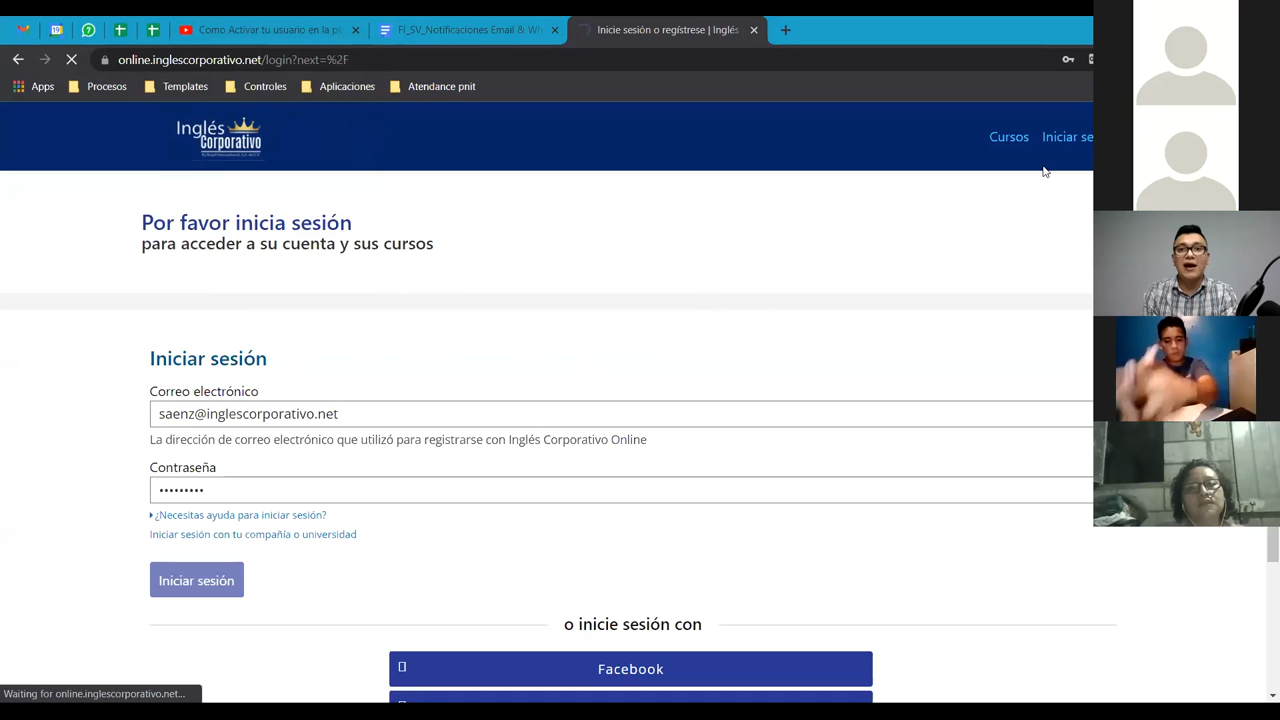 Como Activar tu usuario en la pl
FI_SV_Notificaciones Email & Wh
Inicie sesión o regístrese | Inglés
online.inglescorporativo.net/login?next=%2F
Apps
Procesos
Templates
Controles
Aplicaciones
Atendance pnit
Inglés
Corporativo
Cursos
Iniciar se
Por favor inicia sesión
para acceder a su cuenta y sus cursos
Iniciar sesión
Correo electrónico
saenz@inglescorporativo.net
La dirección de correo electrónico que utilizó para registrarse con Inglés Corporativo Online
Contraseña
•••••••••
¿Necesitas ayuda para iniciar sesión?
Iniciar sesión con tu compañía o universidad
Iniciar sesión
o inicie sesión con
Facebook
Waiting for online.inglescorporativo.net...